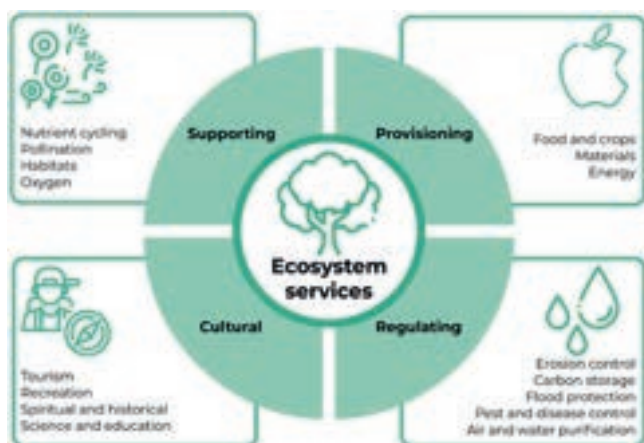 Nutrient cycling
Pollination
Habitats
Oxygen
Supporting
Provisioning
Food and crops
Materials
Energy
Ecosystem
services
Cultural
Regulating
Tourism
Recreation
Spiritual and historical
Science and education
Erosion control
Carbon storage
Flood protection
Pest and disease control
Air and water purification